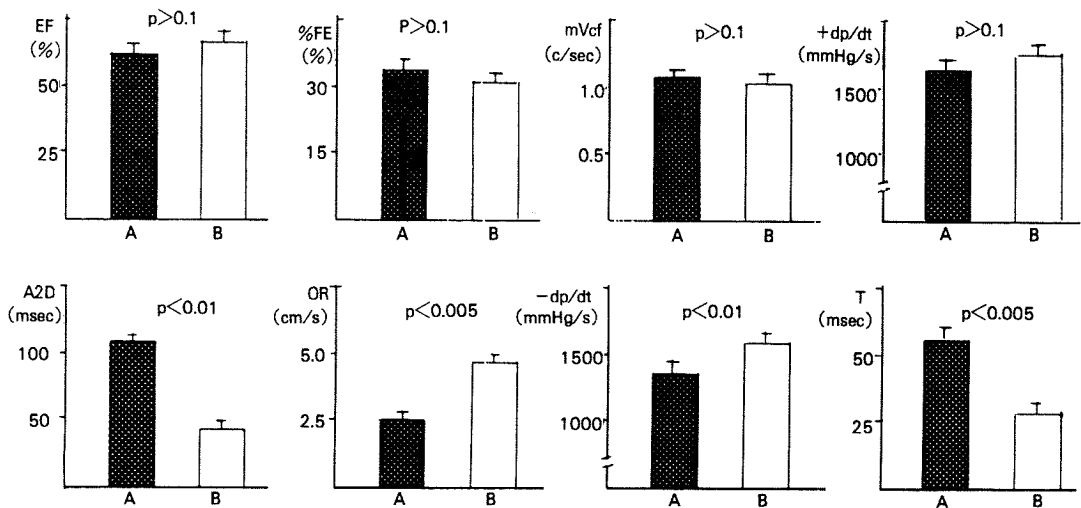 EF
(%)
p>0.1
50
25
A B
%FE
(%)
P>0.1
30
15
A B
mVcf
(c/sec)
p>0.1
1.0
0.5
A B
+dp/dt
(mmHg/s)
p>0.1
1500
1000
A B
A2D
(msec)
p<0.01
100
50
A B
OR
(cm/s)
p<0.005
5.0
2.5
A B
−dp/dt
(mmHg/s)
p<0.01
1500
1000
A B
T
(msec)
p<0.005
50
25
A B